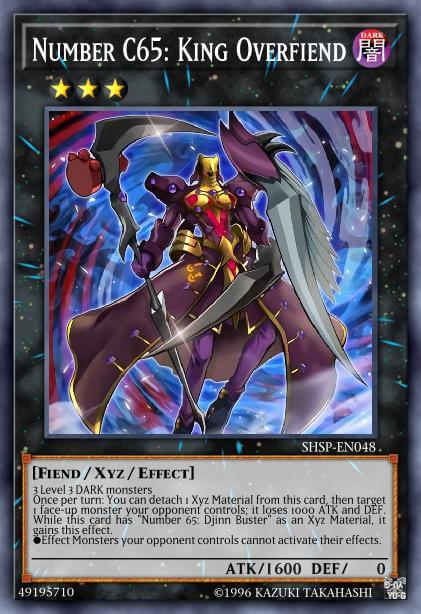 NUMBER C65: KING OVERFIEND
DARK
闇
SHSP-EN048
[FIEND / XYZ / EFFECT]
3 Level 3 DARK monsters
Once per turn: You can detach 1 Xyz Material from this card, then target
1 face-up monster your opponent controls; it loses 1000 ATK and DEF.
While this card has "Number 65: Djinn Buster" as an Xyz Material, it
gains this effect.
●Effect Monsters your opponent controls cannot activate their effects.
ATK/1600 DEF/ 0
49195710
©1996 KAZUKI TAKAHASHI